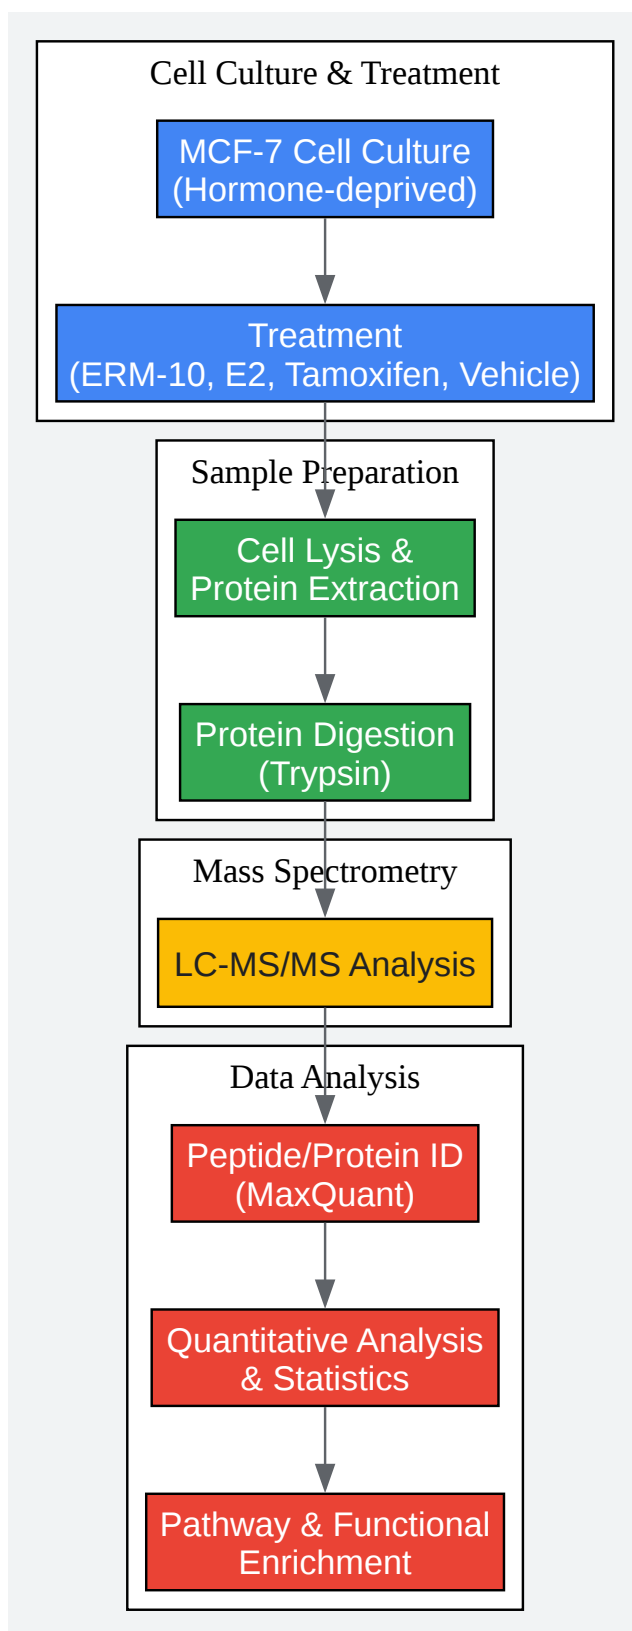 Cell Culture & Treatment
MCF-7 Cell Culture
(Hormone-deprived)
Treatment
(ERM-10, E2, Tamoxifen, Vehicle)
Sample Preparation
Cell Lysis &
Protein Extraction
Protein Digestion
(Trypsin)
Mass Spectrometry
LC-MS/MS Analysis
Data Analysis
Peptide/Protein ID
(MaxQuant)
Quantitative Analysis
& Statistics
Pathway & Functional
Enrichment